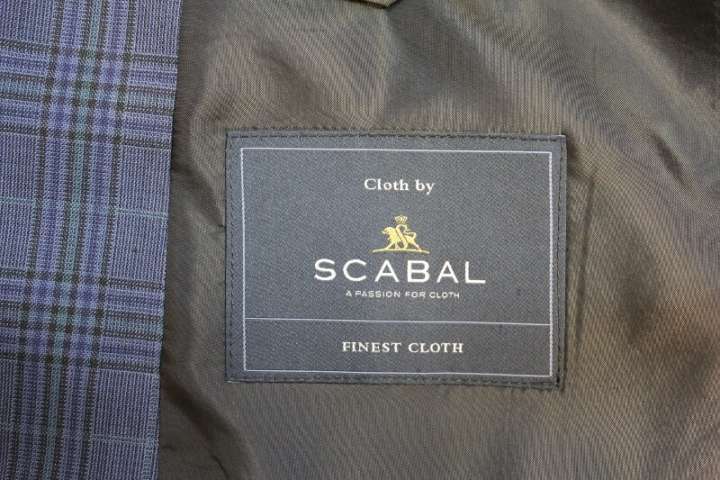 Cloth by
SCABAL
A PASSION FOR CLOTH
FINEST CLOTH